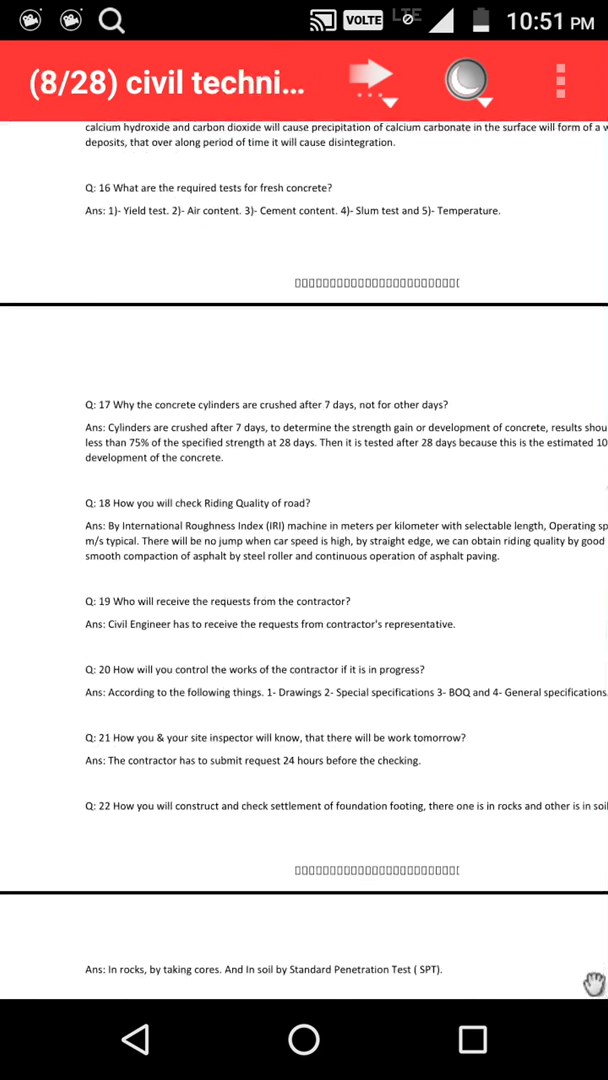 VOLTE LTE 10:51 PM
(8/28) civil techni...
calcium hydroxide and carbon dioxide will cause precipitation of calcium carbonate in the surface will form of a w
deposits, that over along period of time it will cause disintegration.
Q: 16 What are the required tests for fresh concrete?
Ans: 1)- Yield test. 2)- Air content. 3)- Cement content. 4)- Slum test and 5)- Temperature.
Q: 17 Why the concrete cylinders are crushed after 7 days, not for other days?
Ans: Cylinders are crushed after 7 days, to determine the strength gain or development of concrete, results shou
less than 75% of the specified strength at 28 days. Then it is tested after 28 days because this is the estimated 10
development of the concrete.
Q: 18 How you will check Riding Quality of road?
Ans: By International Roughness Index (IRI) machine in meters per kilometer with selectable length, Operating sp
m/s typical. There will be no jump when car speed is high, by straight edge, we can obtain riding quality by good
smooth compaction of asphalt by steel roller and continuous operation of asphalt paving.
Q: 19 Who will receive the requests from the contractor?
Ans: Civil Engineer has to receive the requests from contractor's representative.
Q: 20 How will you control the works of the contractor if it is in progress?
Ans: According to the following things. 1- Drawings 2- Special specifications 3- BOQ and 4- General specifications.
Q: 21 How you & your site inspector will know, that there will be work tomorrow?
Ans: The contractor has to submit request 24 hours before the checking.
Q: 22 How you will construct and check settlement of foundation footing, there one is in rocks and other is in soil
Ans: In rocks, by taking cores. And In soil by Standard Penetration Test ( SPT).